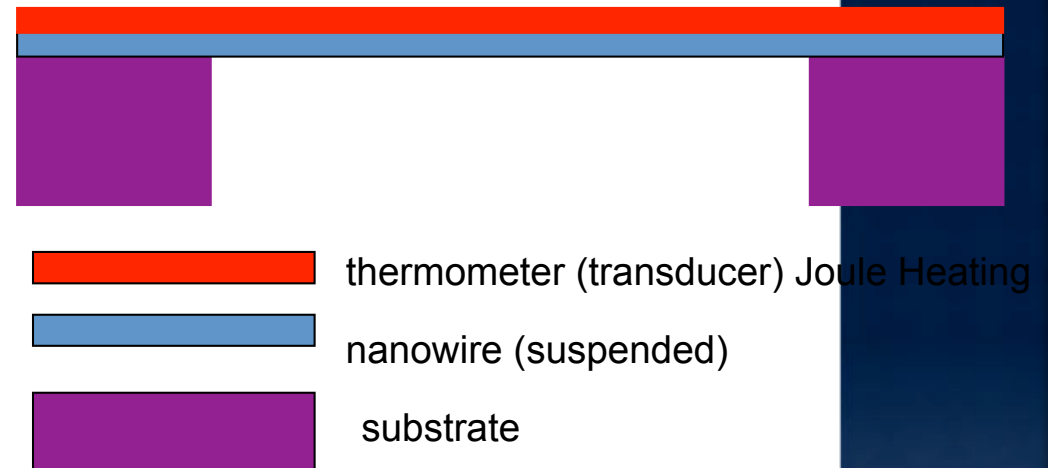 thermometer (transducer) Joule Heating
nanowire (suspended)
substrate